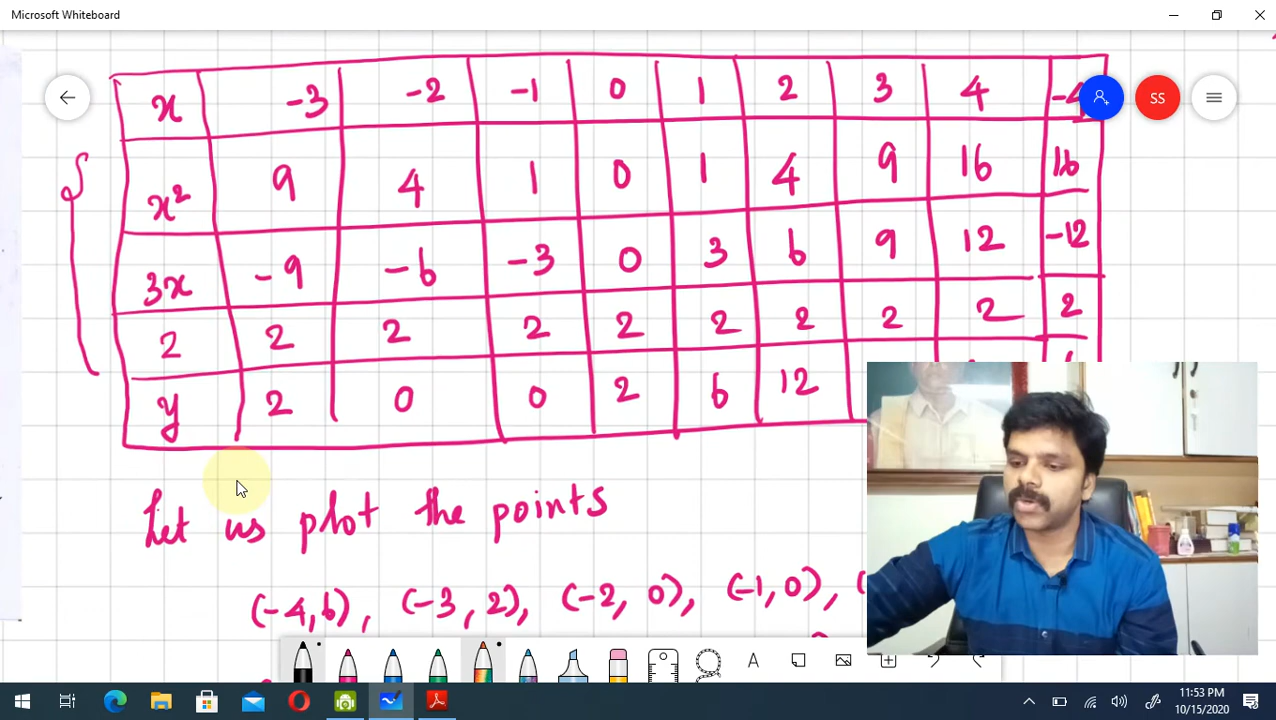 Microsoft Whiteboard
x -3 -2 -1 0 1 2 3 4 -4
SS
x² 9 4 1 0 1 4 9 16 16
3x -9 -6 -3 0 3 6 9 12 -12
2 2 2 2 2 2 2 2 2 2
y 2 0 0 2 6 12
Let us plot the points
(-4,6), (-3, 2), (-2, 0), (-1, 0), (
A
11:53 PM
10/15/2020